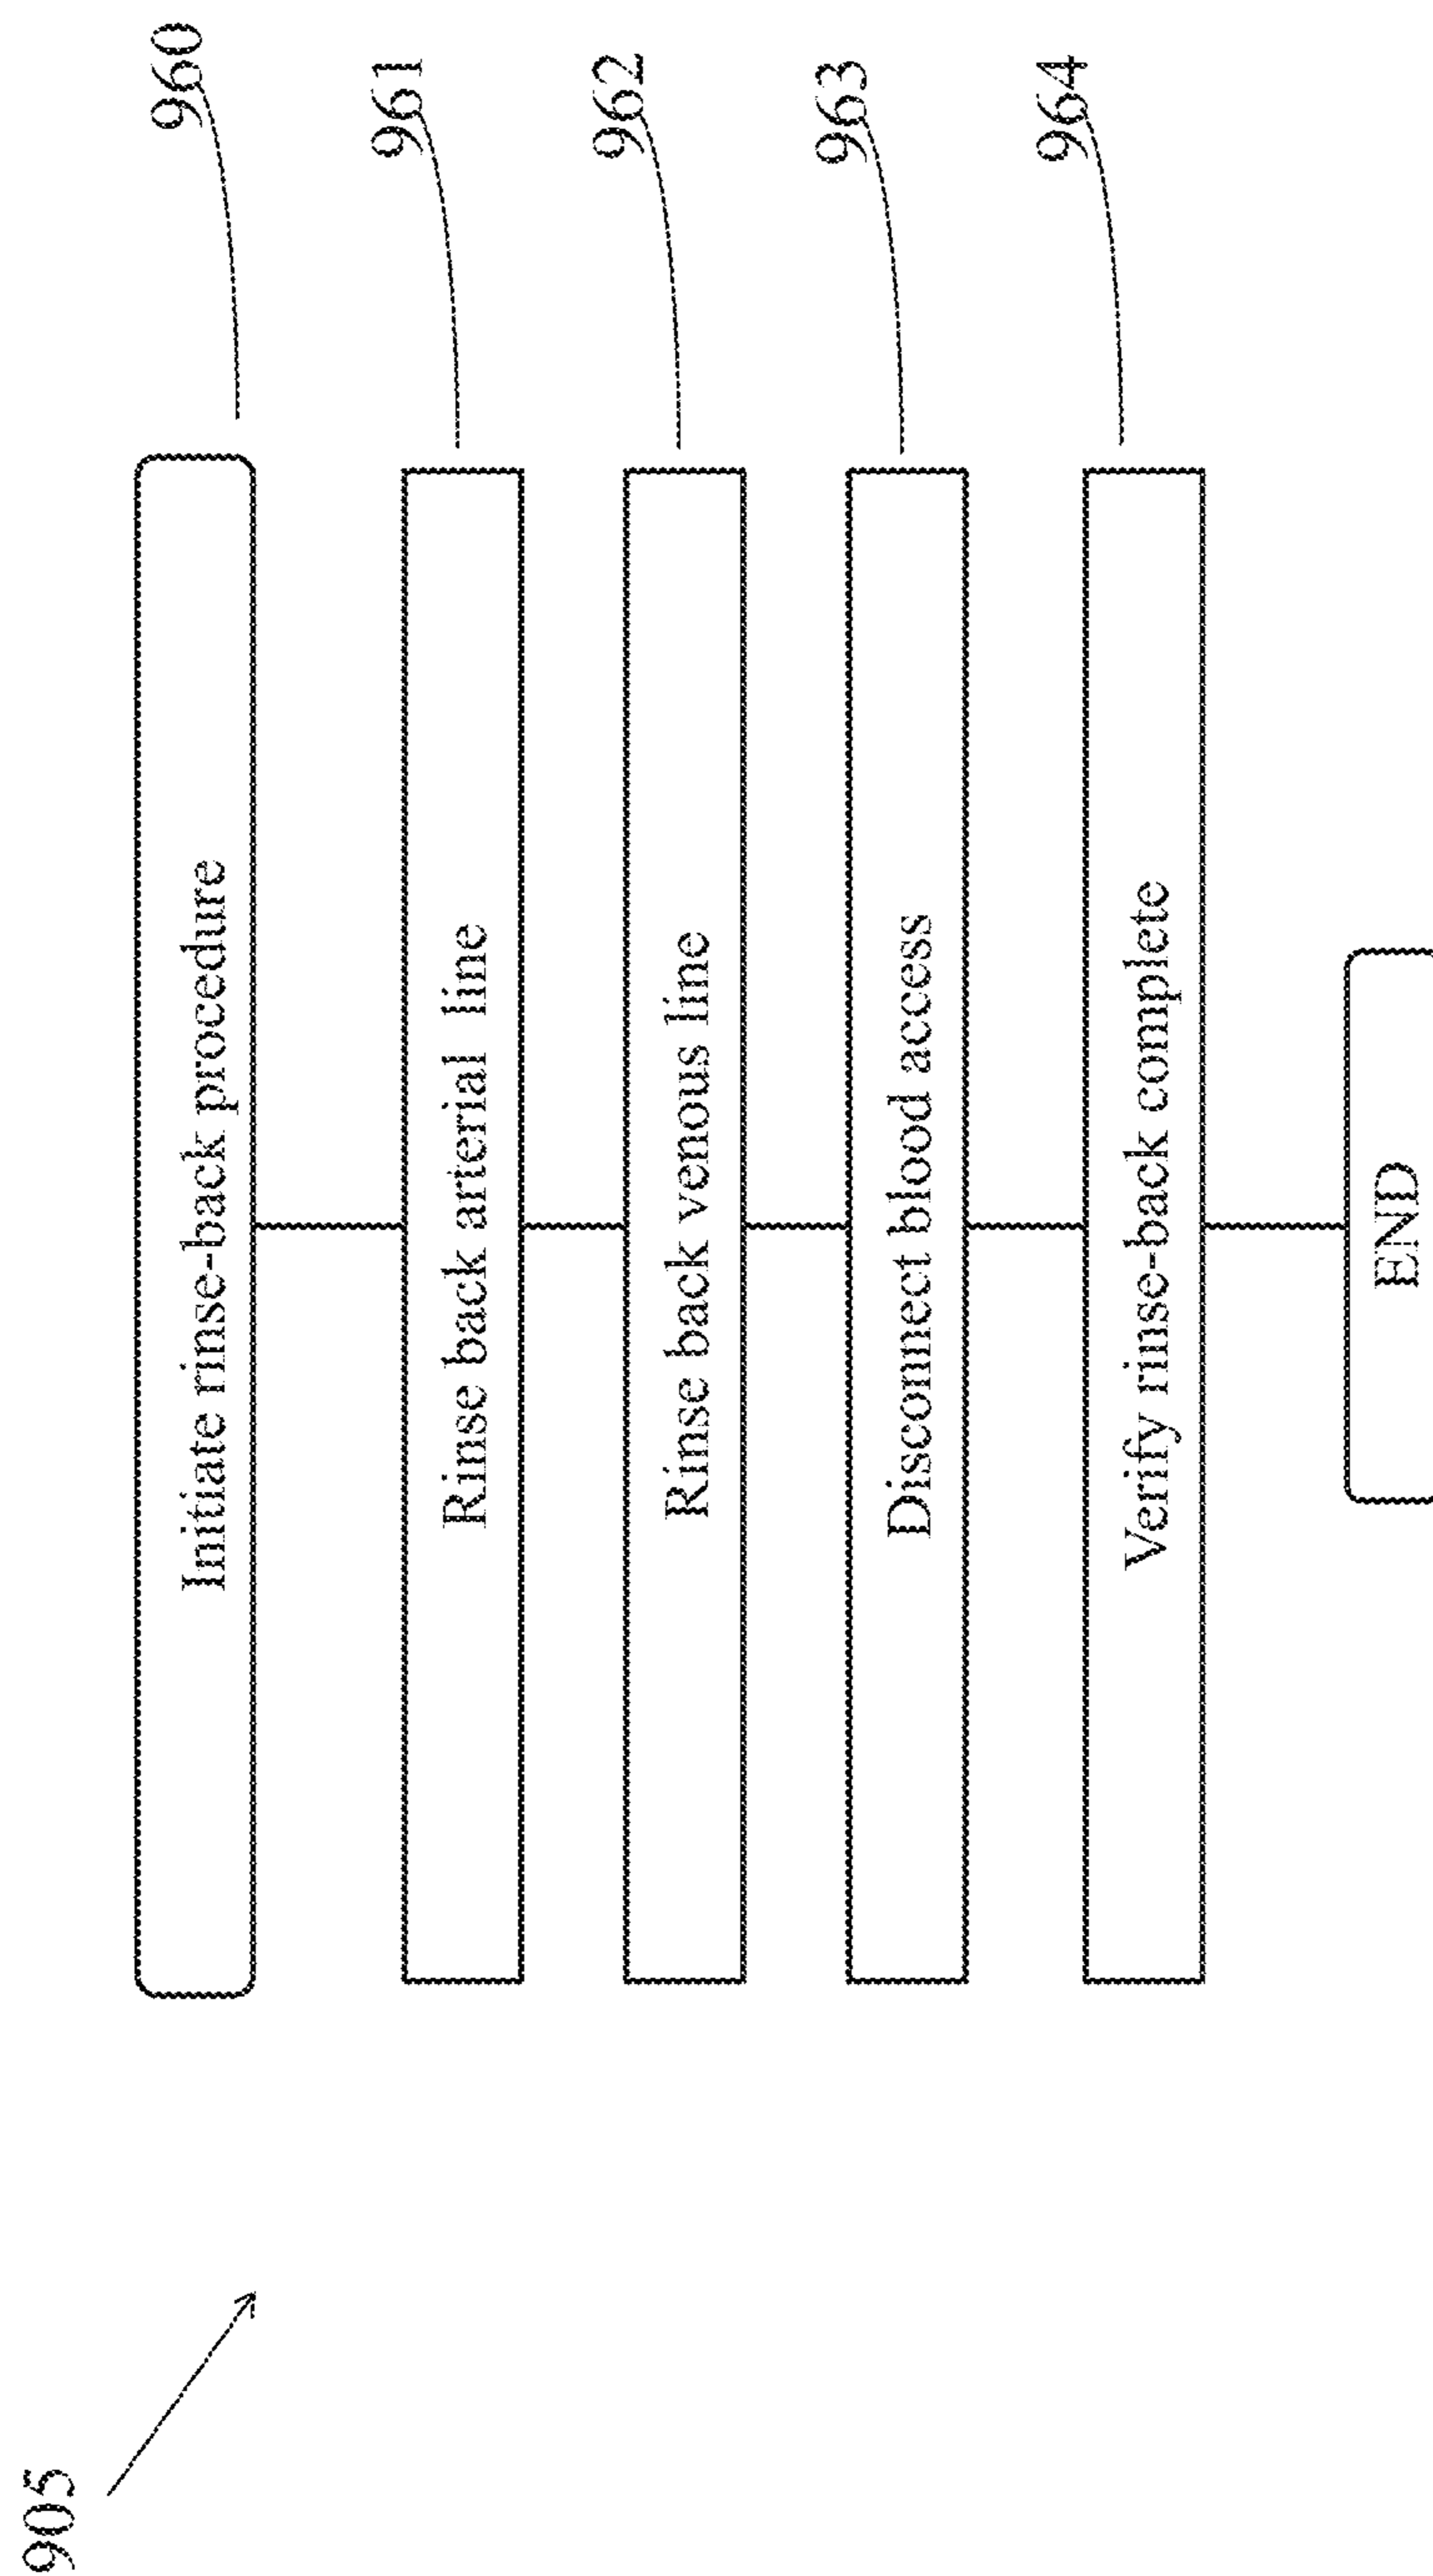 905
Initiate rinse-back procedure
960
Rinse back arterial line
961
Rinse back venous line
962
Disconnect blood access
963
Verify rinse-back complete
964
END